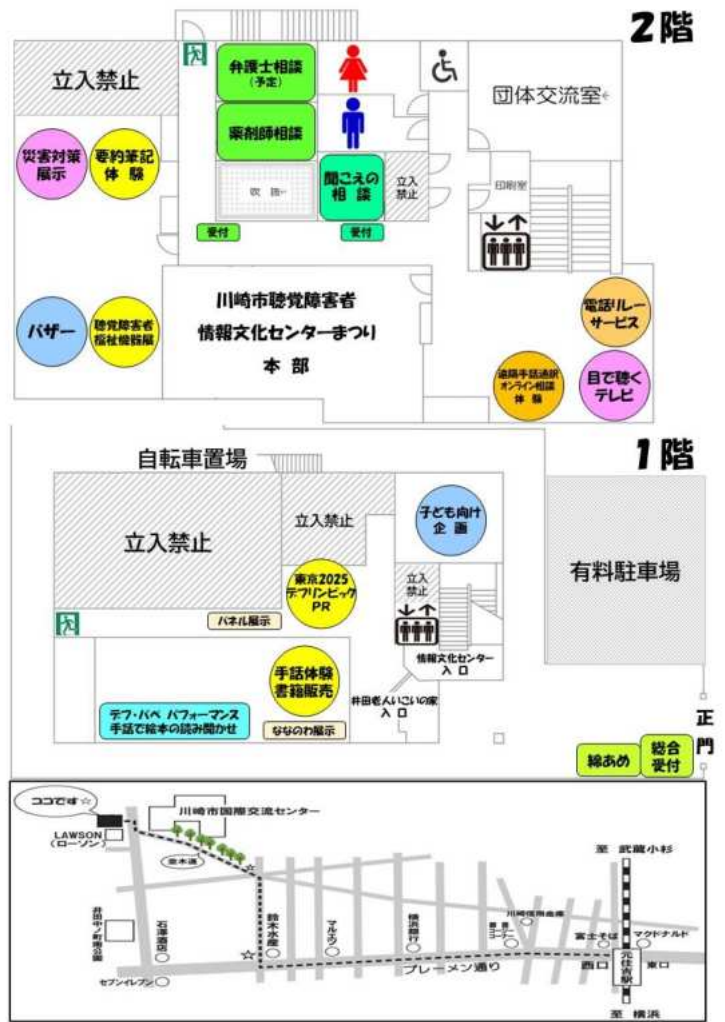 2階
立入禁止
弁護士相談
(予定)
団体交流室
薬剤師相談
災害対策
展示
要約筆記
体験
吹抜
聞こえの
相談
立入
禁止
印刷室
受付
受付
川崎市聴覚障害者
情報文化センターまつり
本部
バザー
聴覚障害者
福祉機器展
電話リレー
サービス
遠隔手話通訳
オンライン相談
体験
目で聴く
テレビ
1階
自転車置場
立入禁止
立入禁止
子ども向け
企画
有料駐車場
東京2025
デフリンピック
PR
立入
禁止
パネル展示
情報文化センター
入口
手話体験
書籍販売
井田老人いこいの家
入口
デフ・パペ パフォーマンス
手話で絵本の読み聞かせ
ななのわ展示
正門
綿あめ
総合
受付
ココです☆
川崎市国際交流センター
LAWSON
(ローソン)
並木道
至 武蔵小杉
井田中ノ町南公園
石澤酒店
鈴木水産
マルエツ
横浜銀行
川崎信用金庫
富士そば
マクドナルド
セブンイレブン
ブレーメン通り
西口
元住吉駅
東口
至 横浜